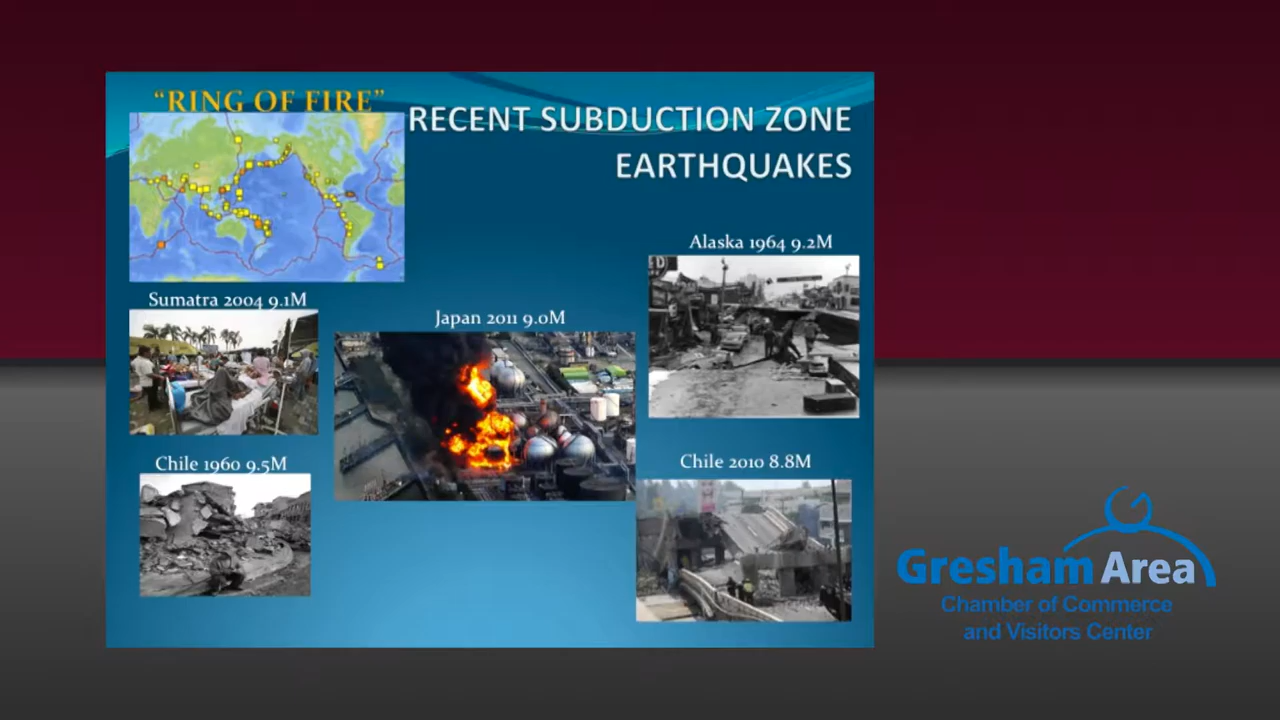 “RING OF FIRE”
RECENT SUBDUCTION ZONE
EARTHQUAKES
Alaska 1964 9.2M
Sumatra 2004 9.1M
Japan 2011 9.0M
Chile 1960 9.5M
Chile 2010 8.8M
Gresham Area
Chamber of Commerce
and Visitors Center